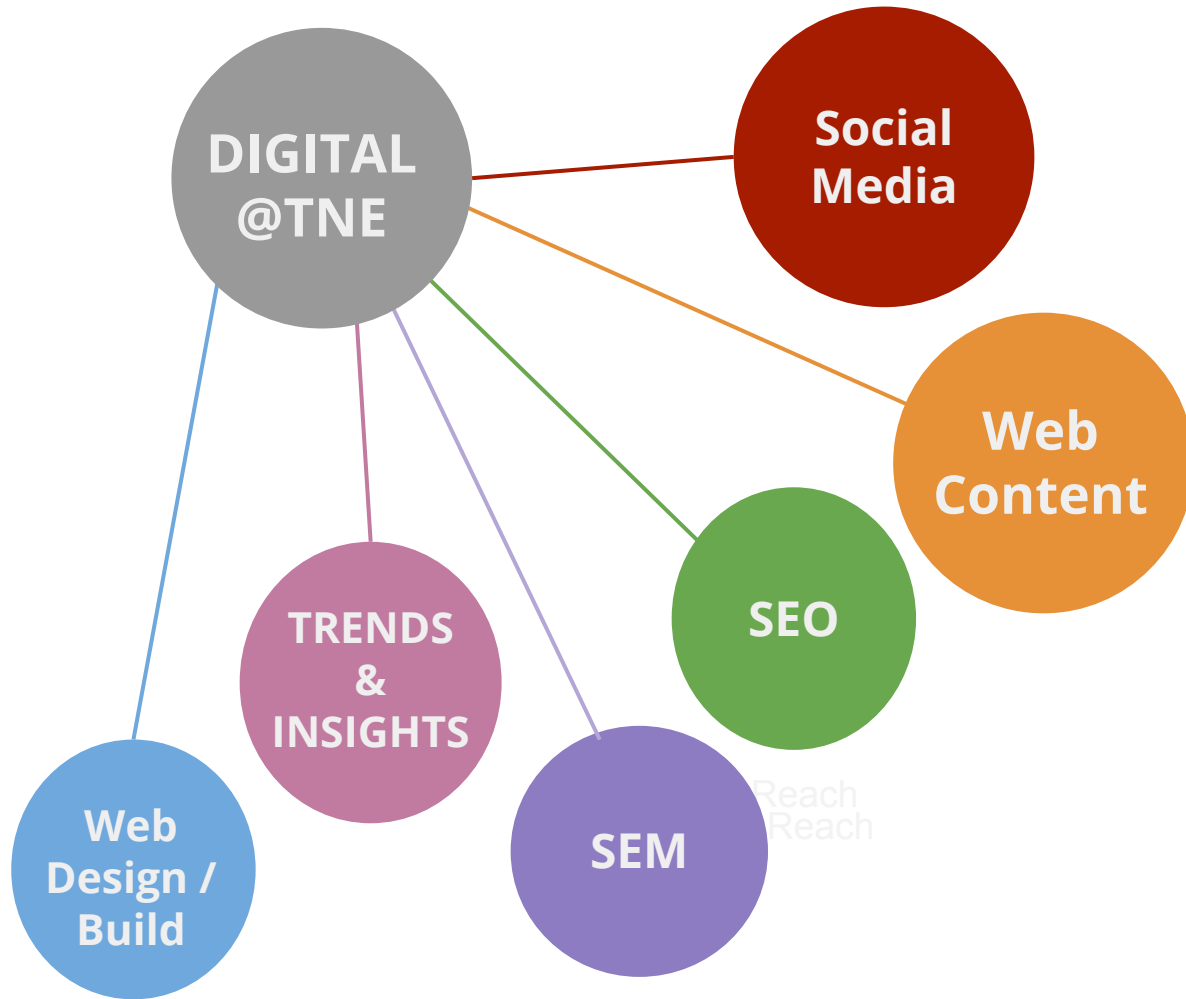 DIGITAL
@TNE
Social
Media
Web
Content
SEO
TRENDS
&
INSIGHTS
SEM
Reach
Reach
Web
Design /
Build